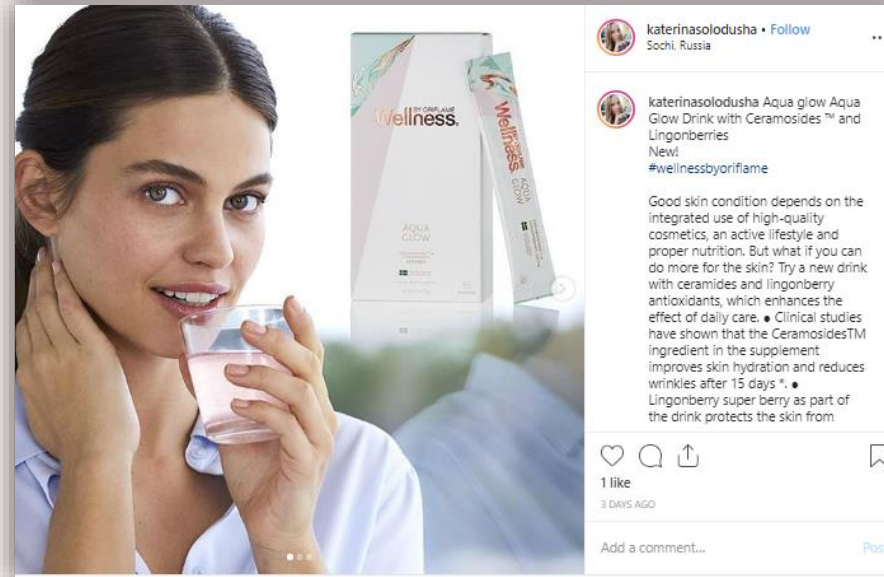 BY ORIFLAME
Wellness.
AQUA
GLOW
BY ORIFLAME
Wellness.
AQUA
GLOW
katerinasolodusha • Follow
Sochi, Russia
katerinasolodusha Aqua glow Aqua
Glow Drink with Ceramosides ™ and
Lingonberries
New!
#wellnessbyoriflame
Good skin condition depends on the
integrated use of high-quality
cosmetics, an active lifestyle and
proper nutrition. But what if you can
do more for the skin? Try a new drink
with ceramides and lingonberry
antioxidants, which enhances the
effect of daily care. ● Clinical studies
have shown that the CeramosidesTM
ingredient in the supplement
improves skin hydration and reduces
wrinkles after 15 days *. ●
Lingonberry super berry as part of
the drink protects the skin from
1 like
3 DAYS AGO
Add a comment...
Pos